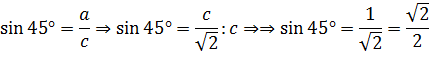 sin 45° = a/c ⇒ sin 45° = c/√2 : c ⇒⇒ sin 45° = 1/√2 = √2/2